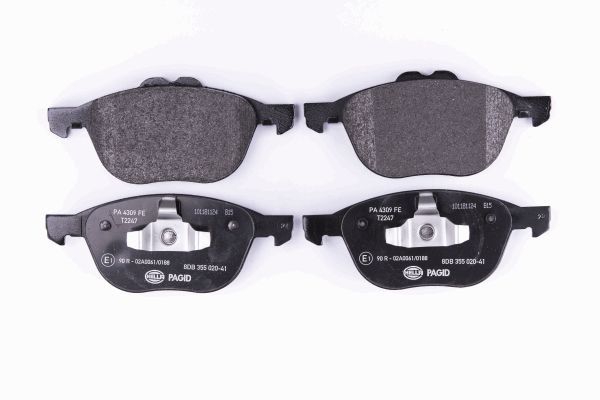 PA 4309 FE
T2247
101181124 B15
E1
90 R - 02A0061/0188
8DB 355 020-41
HELLA PAGID
PA 4309 FE
T2247
101181124 B15
E1
90 R - 02A0061/0188
8DB 355 020-41
HELLA PAGID